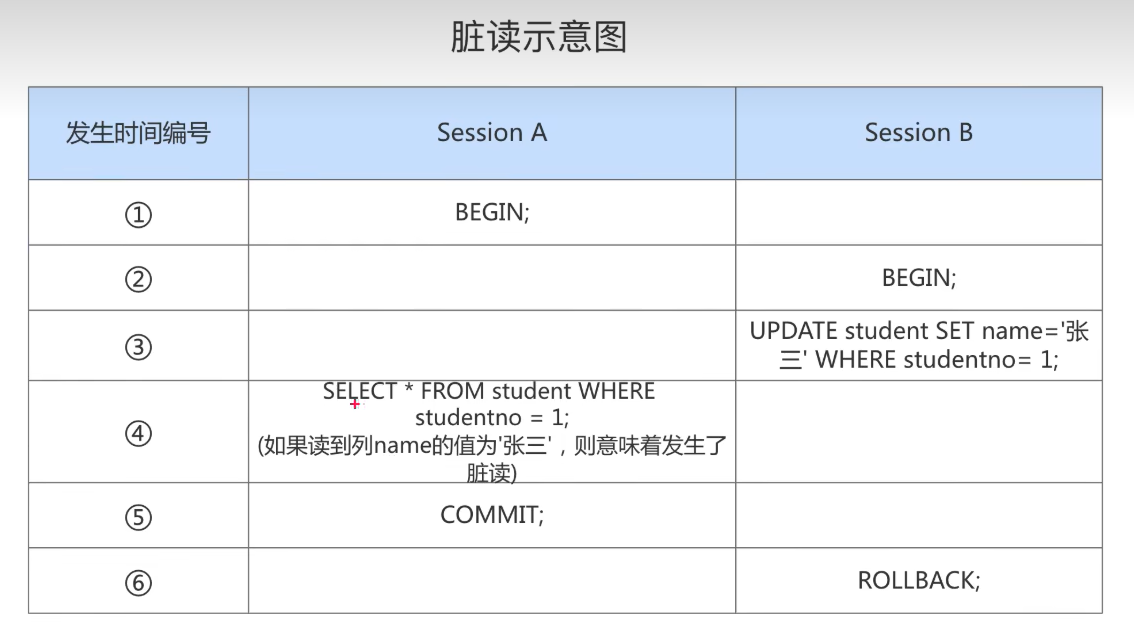 脏读示意图
发生时间编号 Session A Session B
① BEGIN;
② BEGIN;
③ UPDATE student SET name='张
三' WHERE studentno= 1;
SELECT * FROM student WHERE
studentno = 1;
④ (如果读到列name的值为'张三'，则意味着发生了
脏读)
⑤ COMMIT;
⑥ ROLLBACK;